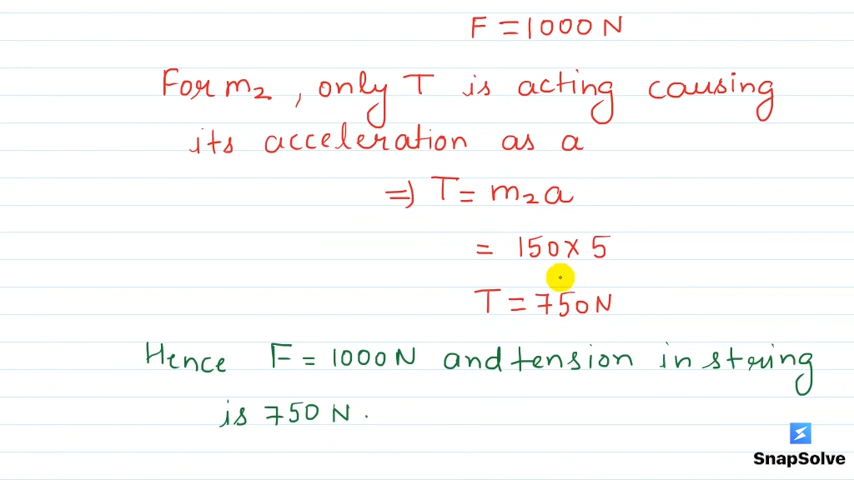 F = 1000 N
For m₂, only T is acting causing
its acceleration as a
⇒ T = m₂a
= 150 × 5
T = 750N
Hence F = 1000 N and tension in string
is 750 N.
SnapSolve